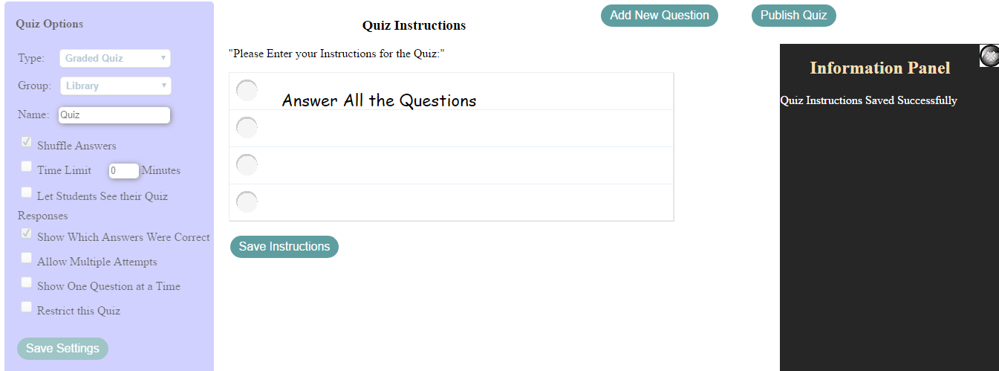 Quiz Options
Type: Graded Quiz
Group: Library
Name: Quiz
Shuffle Answers
Time Limit 0 Minutes
Let Students See their Quiz
Responses
Show Which Answers Were Correct
Allow Multiple Attempts
Show One Question at a Time
Restrict this Quiz
Save Settings
Quiz Instructions
"Please Enter your Instructions for the Quiz:"
Answer All the Questions
Save Instructions
Add New Question
Publish Quiz
Information Panel
Quiz Instructions Saved Successfully